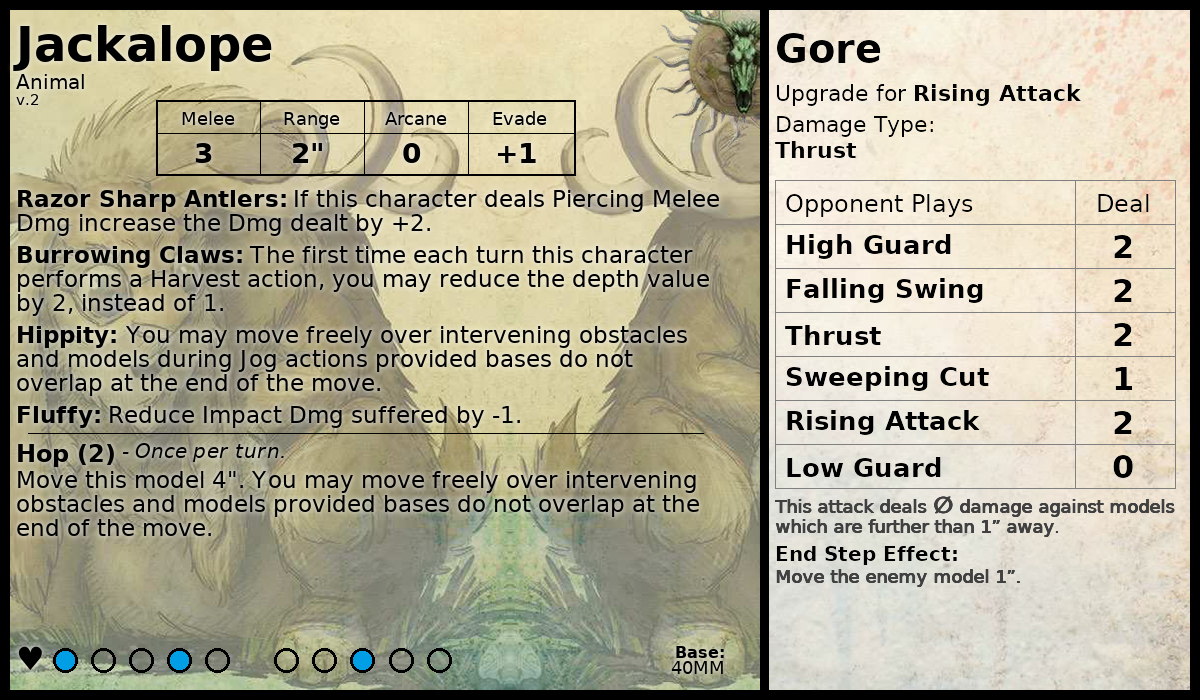 Jackalope
Animal
v.2
Melee Range Arcane Evade
3 2" 0 +1
Razor Sharp Antlers: If this character deals Piercing Melee
Dmg increase the Dmg dealt by +2.
Burrowing Claws: The first time each turn this character
performs a Harvest action, you may reduce the depth value
by 2, instead of 1.
Hippity: You may move freely over intervening obstacles
and models during Jog actions provided bases do not
overlap at the end of the move.
Fluffy: Reduce Impact Dmg suffered by -1.
Hop (2) - Once per turn.
Move this model 4". You may move freely over intervening
obstacles and models provided bases do not overlap at the
end of the move.
Base:
40MM
Gore
Upgrade for Rising Attack
Damage Type:
Thrust
Opponent Plays Deal
High Guard 2
Falling Swing 2
Thrust 2
Sweeping Cut 1
Rising Attack 2
Low Guard 0
This attack deals Ø damage against models
which are further than 1” away.
End Step Effect:
Move the enemy model 1”.